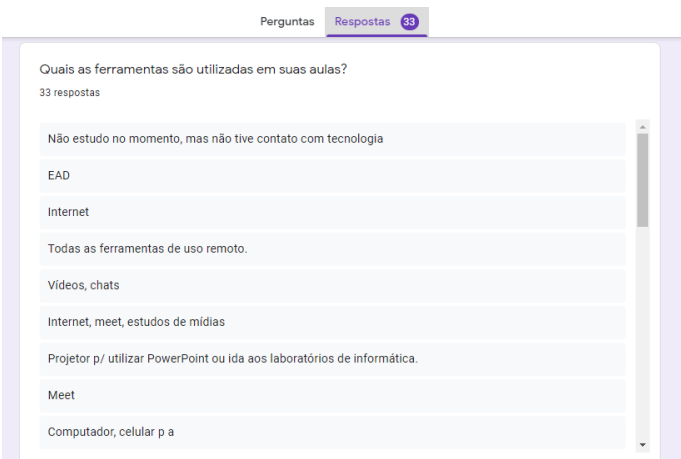 Perguntas Respostas 33
Quais as ferramentas são utilizadas em suas aulas?
33 respostas
Não estudo no momento, mas não tive contato com tecnologia
EAD
Internet
Todas as ferramentas de uso remoto.
Vídeos, chats
Internet, meet, estudos de mídias
Projetor p/ utilizar PowerPoint ou ida aos laboratórios de informática.
Meet
Computador, celular p a